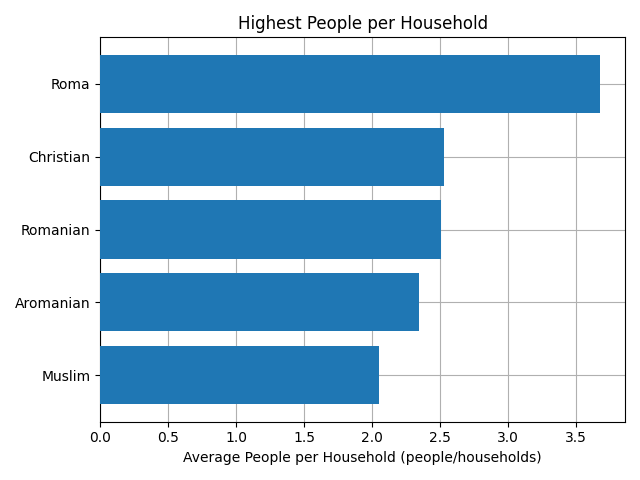 Highest People per Household
Roma
Christian
Romanian
Aromanian
Muslim
0.0 0.5 1.0 1.5 2.0 2.5 3.0 3.5
Average People per Household (people/households)